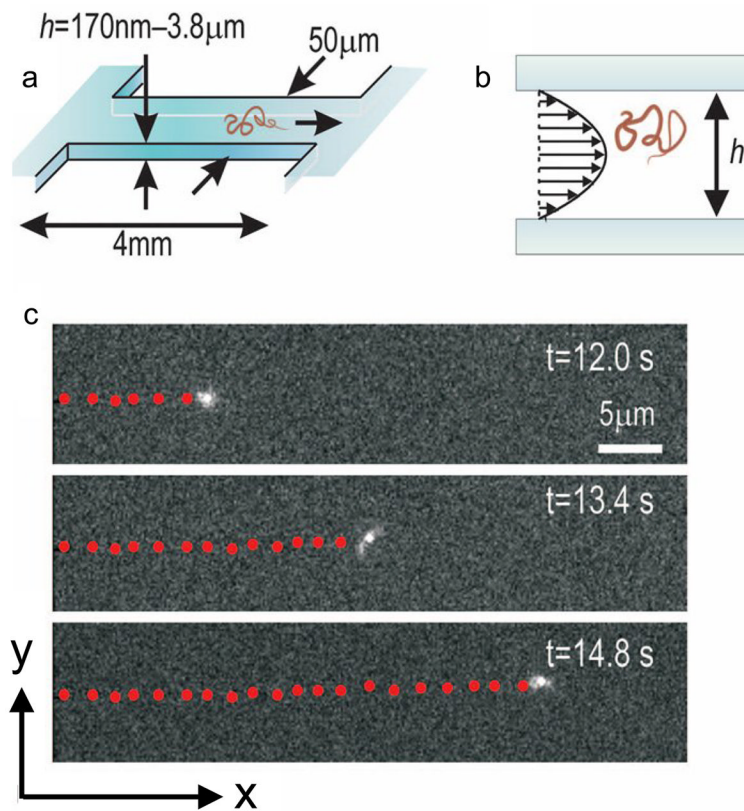 h=170nm–3.8μm
50μm
a
b
h
4mm
c
t=12.0 s
5μm
t=13.4 s
t=14.8 s
y
x